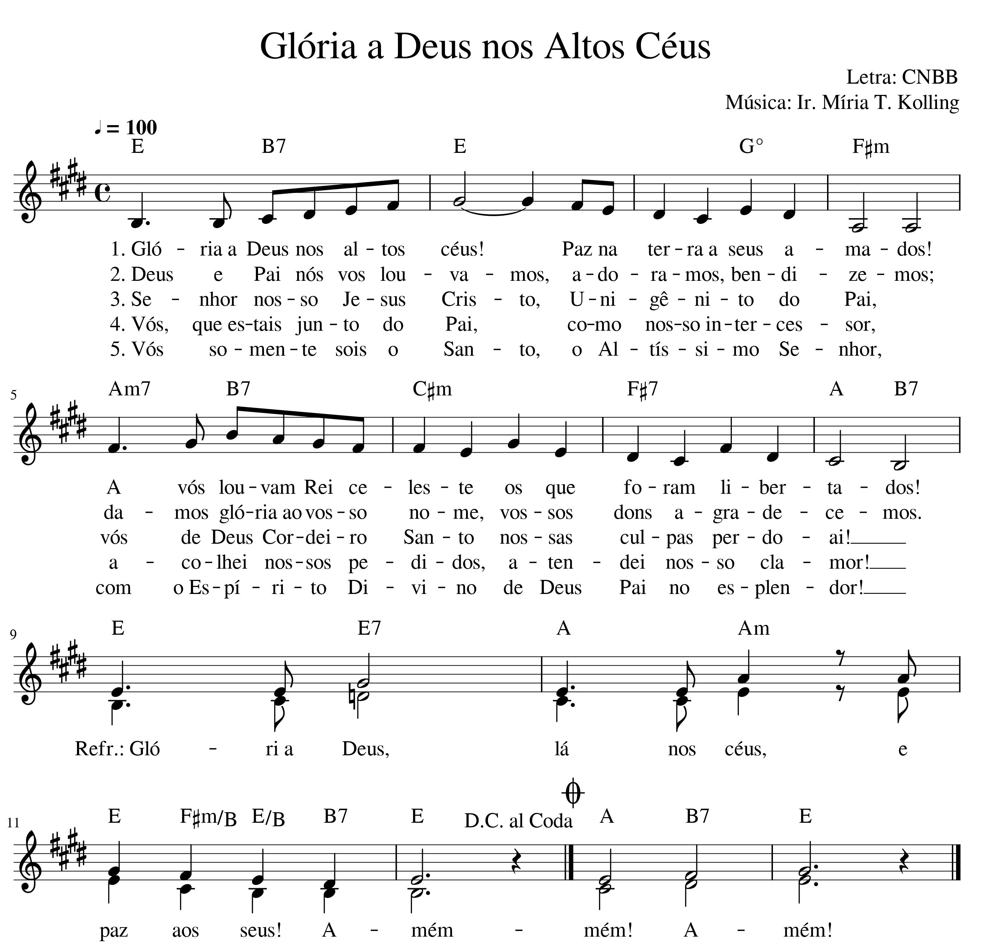 Glória a Deus nos Altos Céus
Letra: CNBB
Música: Ir. Míria T. Kolling
♩ = 100
E B7 E G° F♯m
1. Gló - ria a Deus nos al - tos céus! Paz na ter - ra a seus a - ma - dos!
2. Deus e Pai nós vos lou - va - mos, a - do - ra - mos, ben - di - ze - mos;
3. Se - nhor nos - so Je - sus Cris - to, U - ni - gê - ni - to do Pai,
4. Vós, que es - tais jun - to do Pai, co - mo nos - so in - ter - ces - sor,
5. Vós so - men - te sois o San - to, o Al - tís - si - mo Se - nhor,
5
Am7 B7 C♯m F♯7 A B7
A vós lou - vam Rei ce - les - te os que fo - ram li - ber - ta - dos!
da - mos gló - ria ao vos - so no - me, vos - sos dons a - gra - de - ce - mos.
vós de Deus Cor - dei - ro San - to nos - sas cul - pas per - do - ai!
a - co - lhei nos - sos pe - di - dos, a - ten - dei nos - so cla - mor!
com o Es - pí - ri - to Di - vi - no de Deus Pai no es - plen - dor!
9
E E7 A Am
Refr.: Gló - ri a Deus, lá nos céus, e
11
E F♯m/B E/B B7 E D.C. al Coda A B7 E
paz aos seus! A - mém - mém! A - mém!